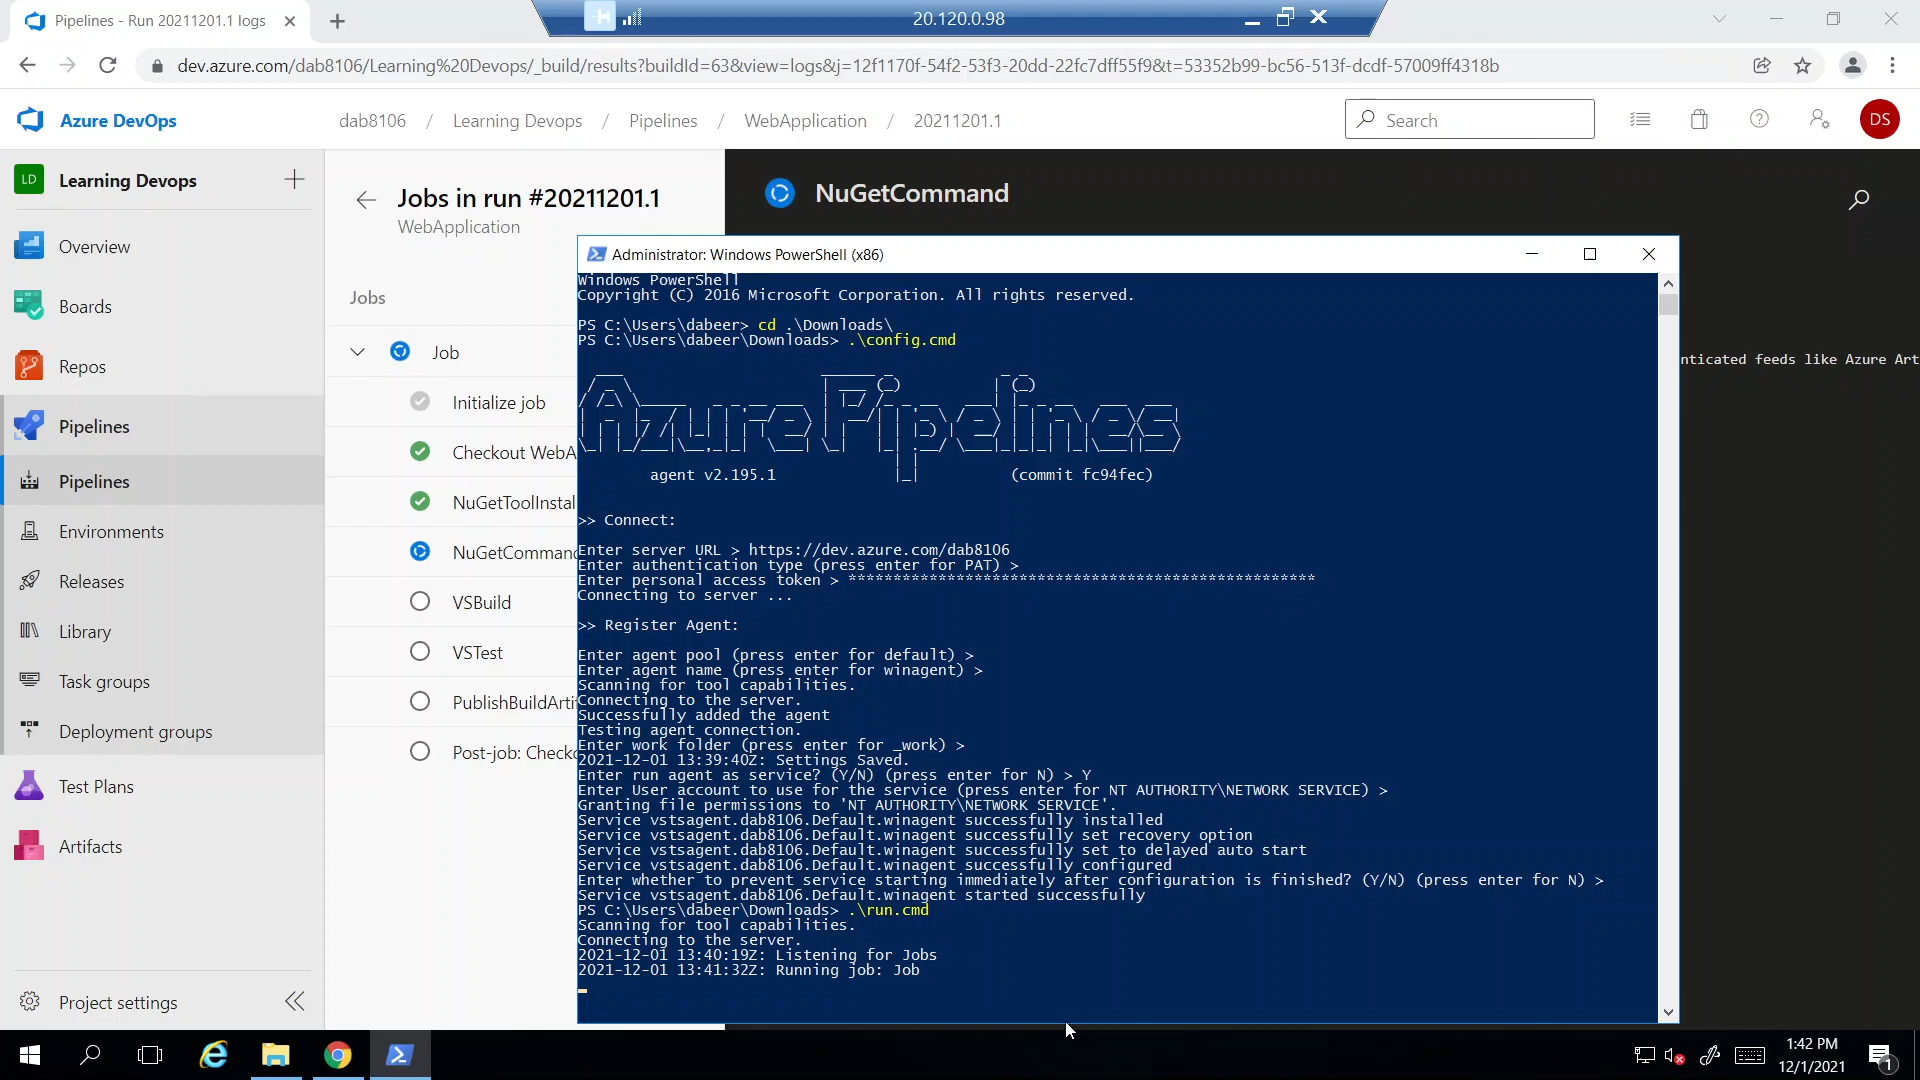 Pipelines - Run 20211201.1 logs
20.120.0.98
dev.azure.com/dab8106/Learning%20Devops/_build/results?buildId=63&view=logs&j=12f1170f-54f2-53f3-20dd-22fc7dff55f9&t=53352b99-bc56-513f-dcdf-57009ff4318b
Azure DevOps
dab8106 / Learning Devops / Pipelines / WebApplication / 20211201.1
Search
DS
LD Learning Devops
Overview
Boards
Repos
Pipelines
Pipelines
Environments
Releases
Library
Task groups
Deployment groups
Test Plans
Artifacts
Project settings
Jobs in run #20211201.1
WebApplication
Jobs
Job
Initialize job
Checkout WebA
NuGetToolInstal
NuGetComman
VSBuild
VSTest
PublishBuildArti
Post-job: Check
NuGetCommand
nticated feeds like Azure Art
Administrator: Windows PowerShell (x86)
Windows PowerShell
Copyright (C) 2016 Microsoft Corporation. All rights reserved.
PS C:\Users\dabeer> cd .\Downloads\
PS C:\Users\dabeer\Downloads> .\config.cmd
AzurePipelines
agent v2.195.1 (commit fc94fec)
>> Connect:
Enter server URL > https://dev.azure.com/dab8106
Enter authentication type (press enter for PAT) >
Enter personal access token > ****************************************************
Connecting to server ...
>> Register Agent:
Enter agent pool (press enter for default) >
Enter agent name (press enter for winagent) >
Scanning for tool capabilities.
Connecting to the server.
Successfully added the agent
Testing agent connection.
Enter work folder (press enter for _work) >
2021-12-01 13:39:40Z: Settings Saved.
Enter run agent as service? (Y/N) (press enter for N) > Y
Enter User account to use for the service (press enter for NT AUTHORITY\NETWORK SERVICE) >
Granting file permissions to 'NT AUTHORITY\NETWORK SERVICE'.
Service vstsagent.dab8106.Default.winagent successfully installed
Service vstsagent.dab8106.Default.winagent successfully set recovery option
Service vstsagent.dab8106.Default.winagent successfully set to delayed auto start
Service vstsagent.dab8106.Default.winagent successfully configured
Enter whether to prevent service starting immediately after configuration is finished? (Y/N) (press enter for N) >
Service vstsagent.dab8106.Default.winagent started successfully
PS C:\Users\dabeer\Downloads> .\run.cmd
Scanning for tool capabilities.
Connecting to the server.
2021-12-01 13:40:19Z: Listening for Jobs
2021-12-01 13:41:32Z: Running job: Job
1:42 PM
12/1/2021
1